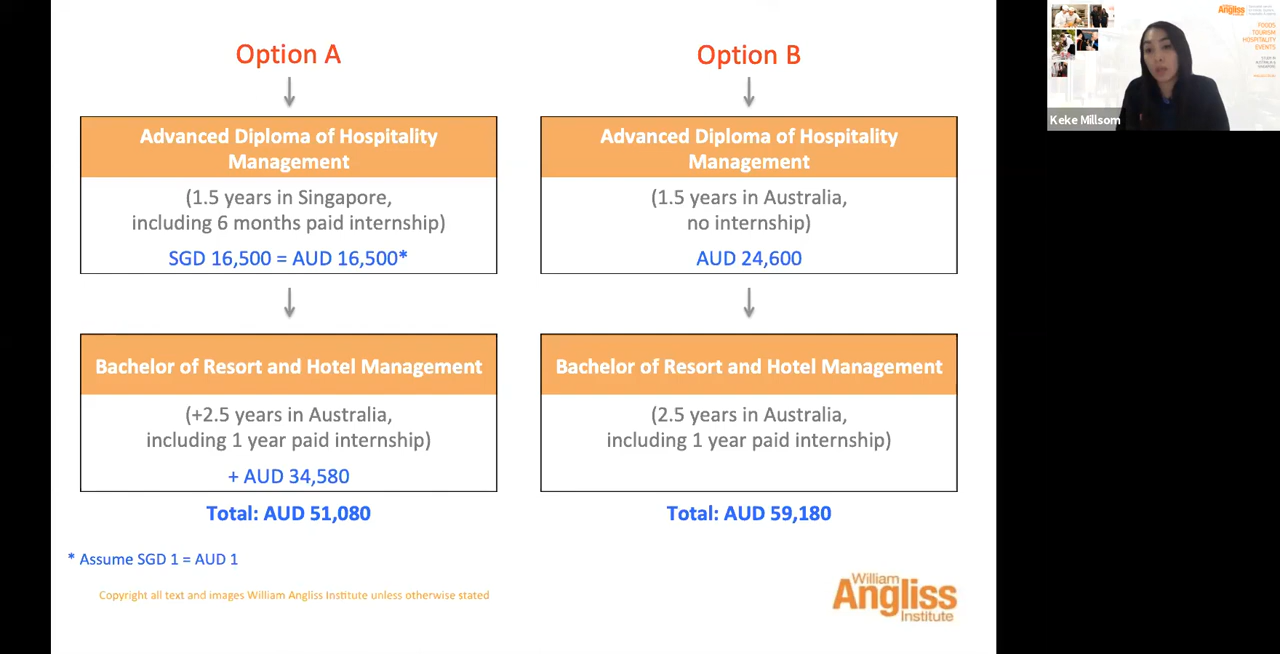 Option A
Advanced Diploma of Hospitality
Management
(1.5 years in Singapore,
including 6 months paid internship)
SGD 16,500 = AUD 16,500*
Bachelor of Resort and Hotel Management
(+2.5 years in Australia,
including 1 year paid internship)
+ AUD 34,580
Total: AUD 51,080
* Assume SGD 1 = AUD 1
Option B
Advanced Diploma of Hospitality
Management
(1.5 years in Australia,
no internship)
AUD 24,600
Bachelor of Resort and Hotel Management
(2.5 years in Australia,
including 1 year paid internship)
Total: AUD 59,180
Copyright all text and images William Angliss Institute unless otherwise stated
William
Angliss
Institute
Keke Millsom
Angliss
FOODS
TOURISM
HOSPITALITY
EVENTS